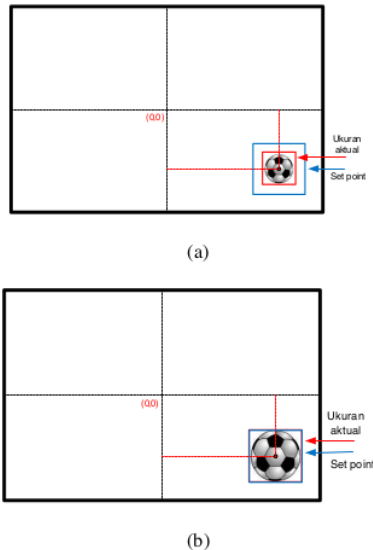 (0,0)
Ukuran
aktual
Set point
(a)
(0,0)
Ukuran
aktual
Set point
(b)